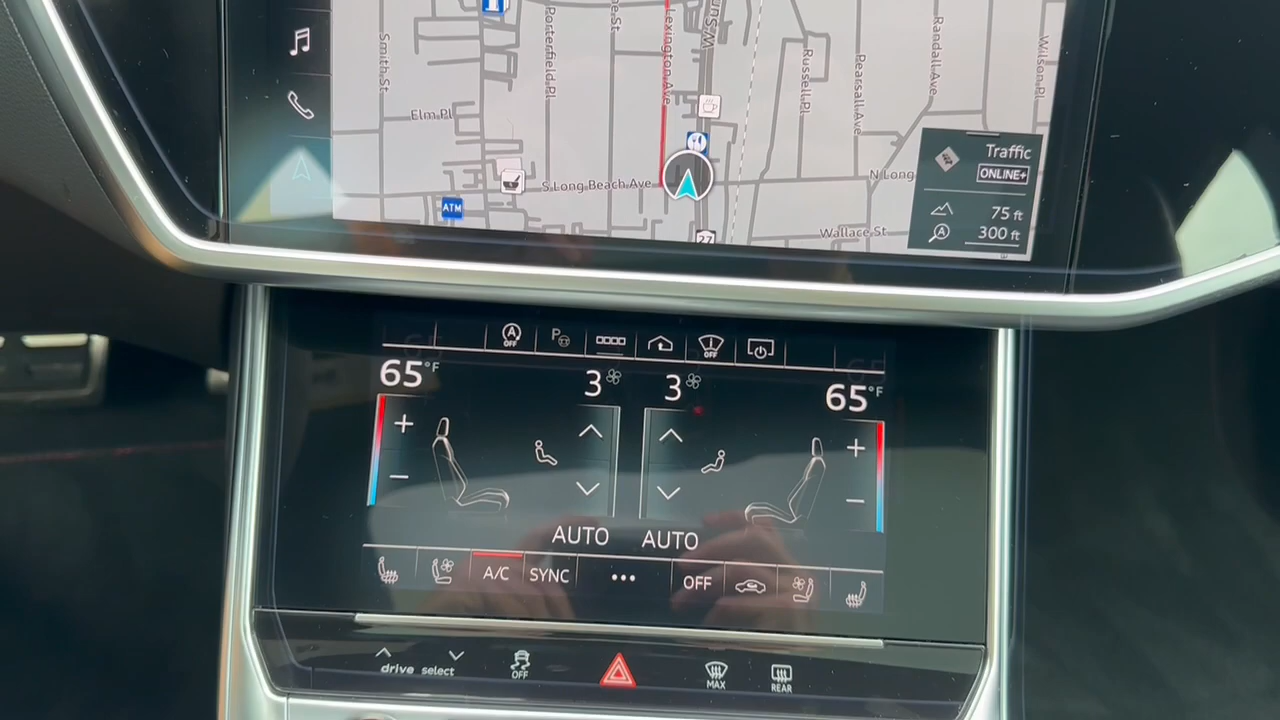 Smith St
Porterfield Pl
Lexington Ave
Russell Pl
Pearsall Ave
Randall Ave
Wilson Pl
Elm Pl
S Long Beach Ave
N Long
ATM
Wallace St
27
Traffic
ONLINE+
75 ft
300 ft
A
OFF
P
OFF
65°F
3
3
65°F
AUTO
AUTO
A/C
SYNC
OFF
drive select
OFF
MAX
REAR